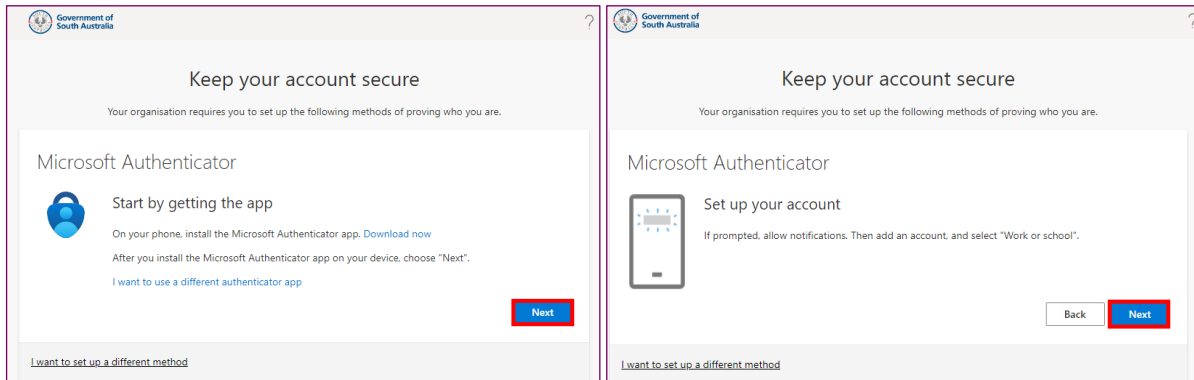 Government of
South Australia
?
Keep your account secure
Your organisation requires you to set up the following methods of proving who you are.
Microsoft Authenticator
Start by getting the app
On your phone, install the Microsoft Authenticator app. Download now
After you install the Microsoft Authenticator app on your device, choose "Next".
I want to use a different authenticator app
Next
I want to set up a different method
Government of
South Australia
?
Keep your account secure
Your organisation requires you to set up the following methods of proving who you are.
Microsoft Authenticator
Set up your account
If prompted, allow notifications. Then add an account, and select "Work or school".
Back
Next
I want to set up a different method